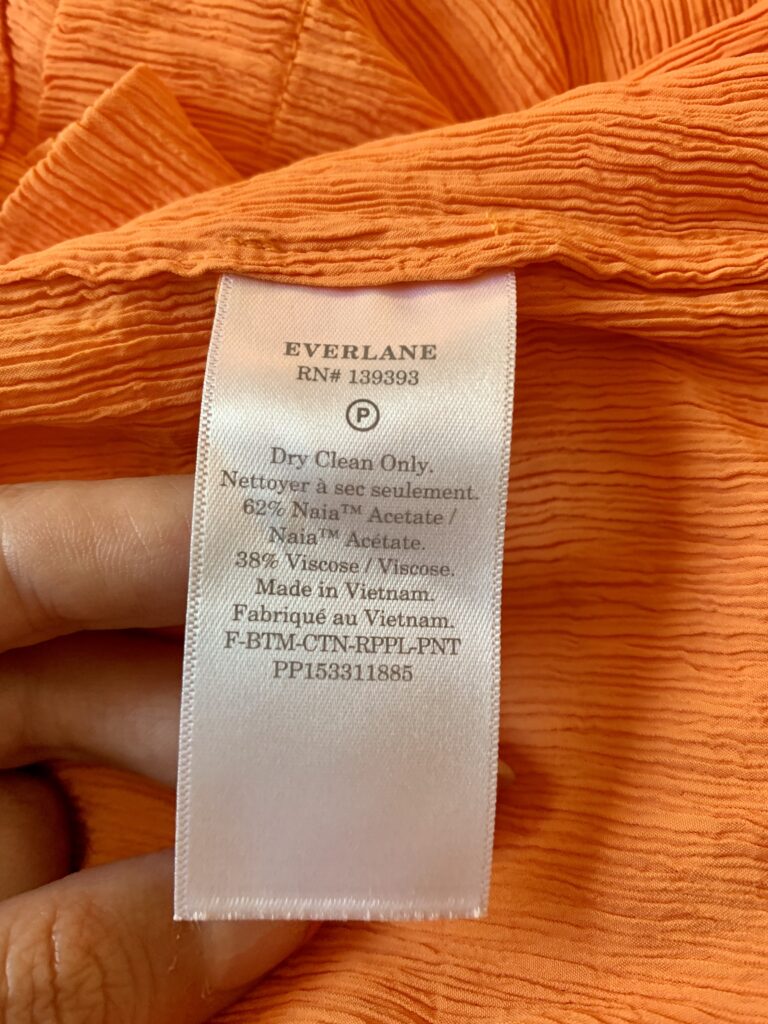 EVERLANE
RN# 139393
P
Dry Clean Only.
Nettoyer à sec seulement.
62% Naia™ Acetate /
Naia™ Acétate.
38% Viscose / Viscose.
Made in Vietnam.
Fabriqué au Vietnam.
F-BTM-CTN-RPPL-PNT
PP153311885